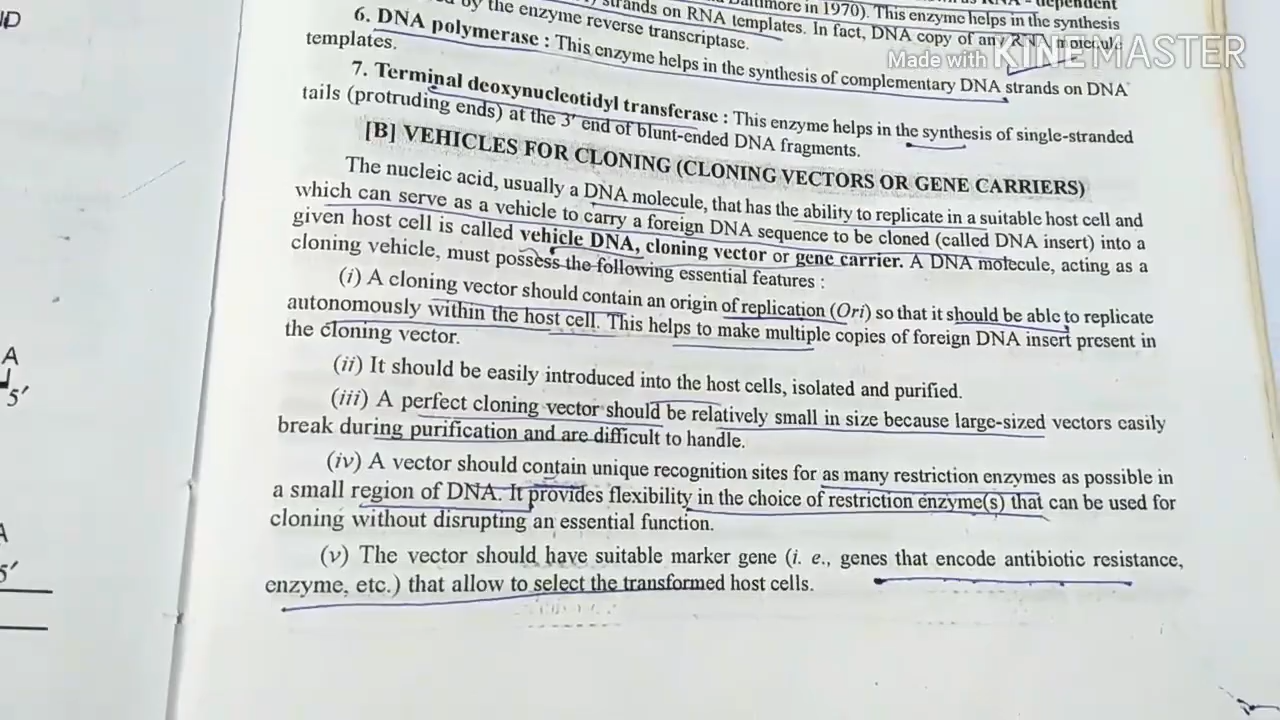 ND
dependent
Baltimore in 1970). This enzyme helps in the synthesis
strands on RNA templates. In fact, DNA copy of any RNA molecule
by the enzyme reverse transcriptase.
Made with KINEMASTER
6. DNA polymerase : This enzyme helps in the synthesis of complementary DNA strands on DNA
templates.
7. Terminal deoxynucleotidyl transferase : This enzyme helps in the synthesis of single-stranded
tails (protruding ends) at the 3′ end of blunt-ended DNA fragments.
[B] VEHICLES FOR CLONING (CLONING VECTORS OR GENE CARRIERS)
The nucleic acid, usually a DNA molecule, that has the ability to replicate in a suitable host cell and
which can serve as a vehicle to carry a foreign DNA sequence to be cloned (called DNA insert) into a
given host cell is called vehicle DNA, cloning vector or gene carrier. A DNA molecule, acting as a
cloning vehicle, must possess the following essential features :
(i) A cloning vector should contain an origin of replication (Ori) so that it should be able to replicate
autonomously within the host cell. This helps to make multiple copies of foreign DNA insert present in
the cloning vector.
(ii) It should be easily introduced into the host cells, isolated and purified.
(iii) A perfect cloning vector should be relatively small in size because large-sized vectors easily
break during purification and are difficult to handle.
(iv) A vector should contain unique recognition sites for as many restriction enzymes as possible in
a small region of DNA. It provides flexibility in the choice of restriction enzyme(s) that can be used for
cloning without disrupting an essential function.
(v) The vector should have suitable marker gene (i. e., genes that encode antibiotic resistance,
enzyme, etc.) that allow to select the transformed host cells.
A
5′
A
5′